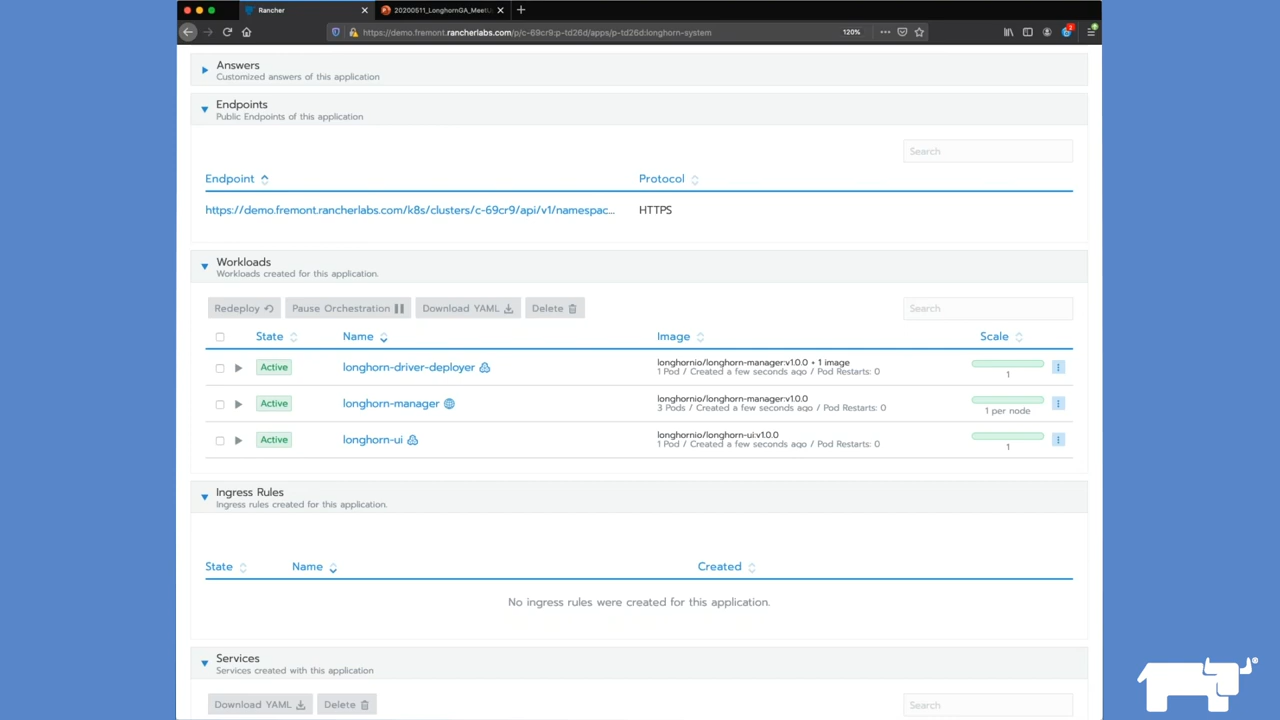 Rancher
20200511_LonghornGA_MeetU
https://demo.fremont.rancherlabs.com/p/c-69cr9:p-td26d/apps/p-td26d:longhorn-system
120%
2
Answers
Customized answers of this application
Endpoints
Public Endpoints of this application
Search
Endpoint Protocol
https://demo.fremont.rancherlabs.com/k8s/clusters/c-69cr9/api/v1/namespac... HTTPS
Workloads
Workloads created for this application.
Redeploy Pause Orchestration Download YAML Delete Search
State Name Image Scale
Active longhorn-driver-deployer longhornio/longhorn-manager:v1.0.0 + 1 image
1 Pod / Created a few seconds ago / Pod Restarts: 0 1
Active longhorn-manager longhornio/longhorn-manager:v1.0.0
3 Pods / Created a few seconds ago / Pod Restarts: 0 1 per node
Active longhorn-ui longhornio/longhorn-ui:v1.0.0
1 Pod / Created a few seconds ago / Pod Restarts: 0 1
Ingress Rules
Ingress rules created for this application.
State Name Created
No ingress rules were created for this application.
Services
Services created with this application
Download YAML Delete Search
®